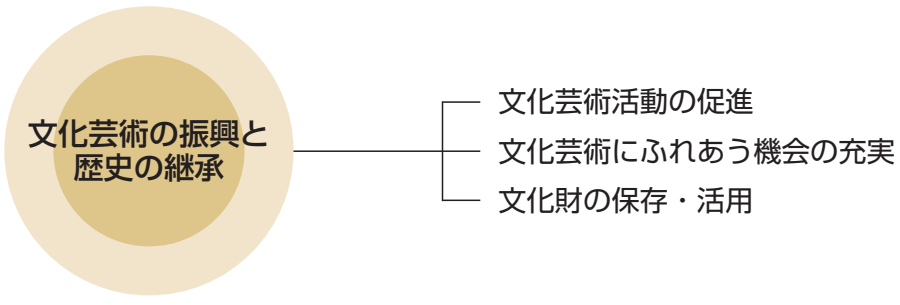 文化芸術の振興と
歴史の継承
文化芸術活動の促進
文化芸術にふれあう機会の充実
文化財の保存・活用